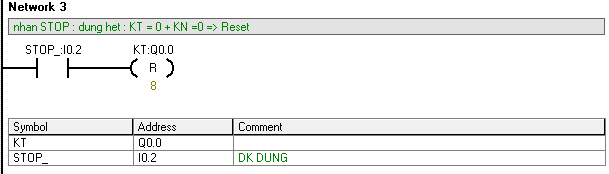 Network 3
nhan STOP : dung het : KT = 0 + KN =0 => Reset
STOP_:I0.2 KT:Q0.0
R
8
Symbol Address Comment
KT Q0.0
STOP_ I0.2 DK DUNG